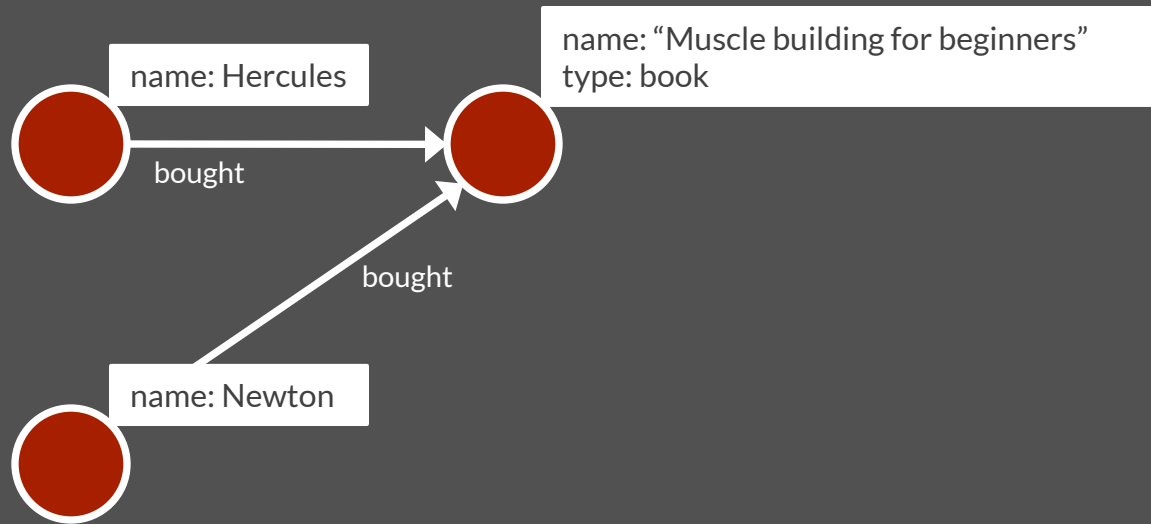 name: Hercules
name: “Muscle building for beginners”
type: book
bought
bought
name: Newton